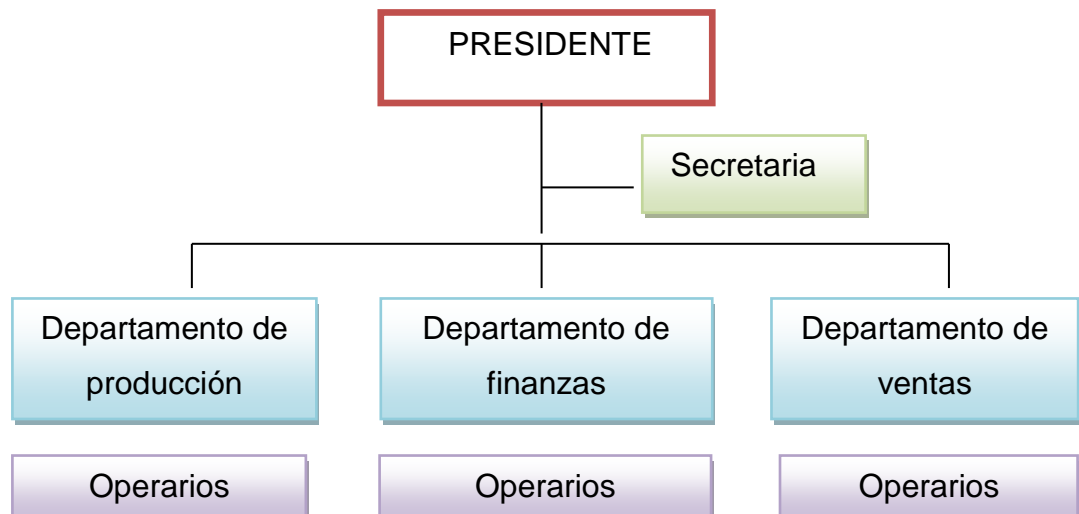 PRESIDENTE
Secretaria
Departamento de
producción
Departamento de
finanzas
Departamento de
ventas
Operarios
Operarios
Operarios